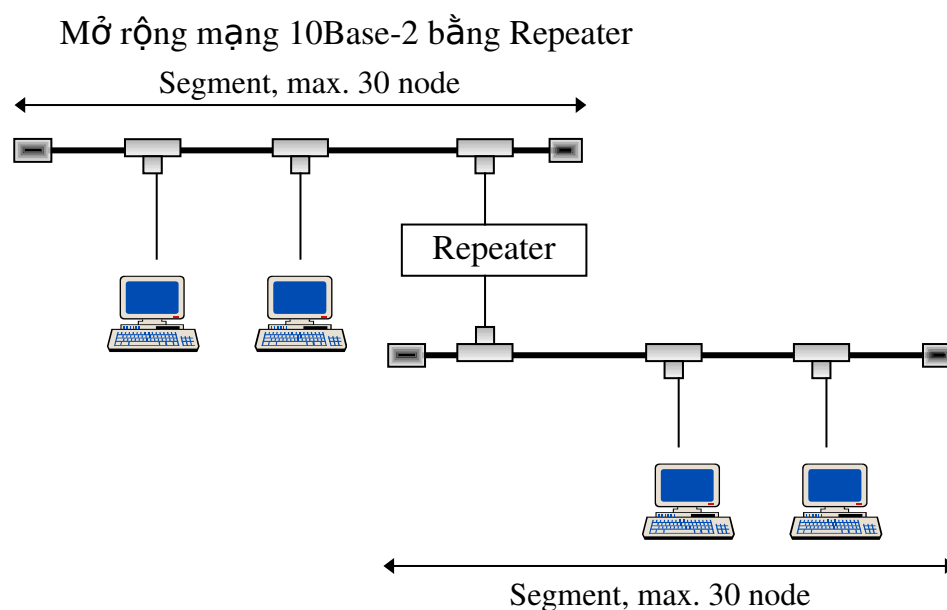 Mở rộng mạng 10Base-2 bằng Repeater
Segment, max. 30 node
Repeater
Segment, max. 30 node